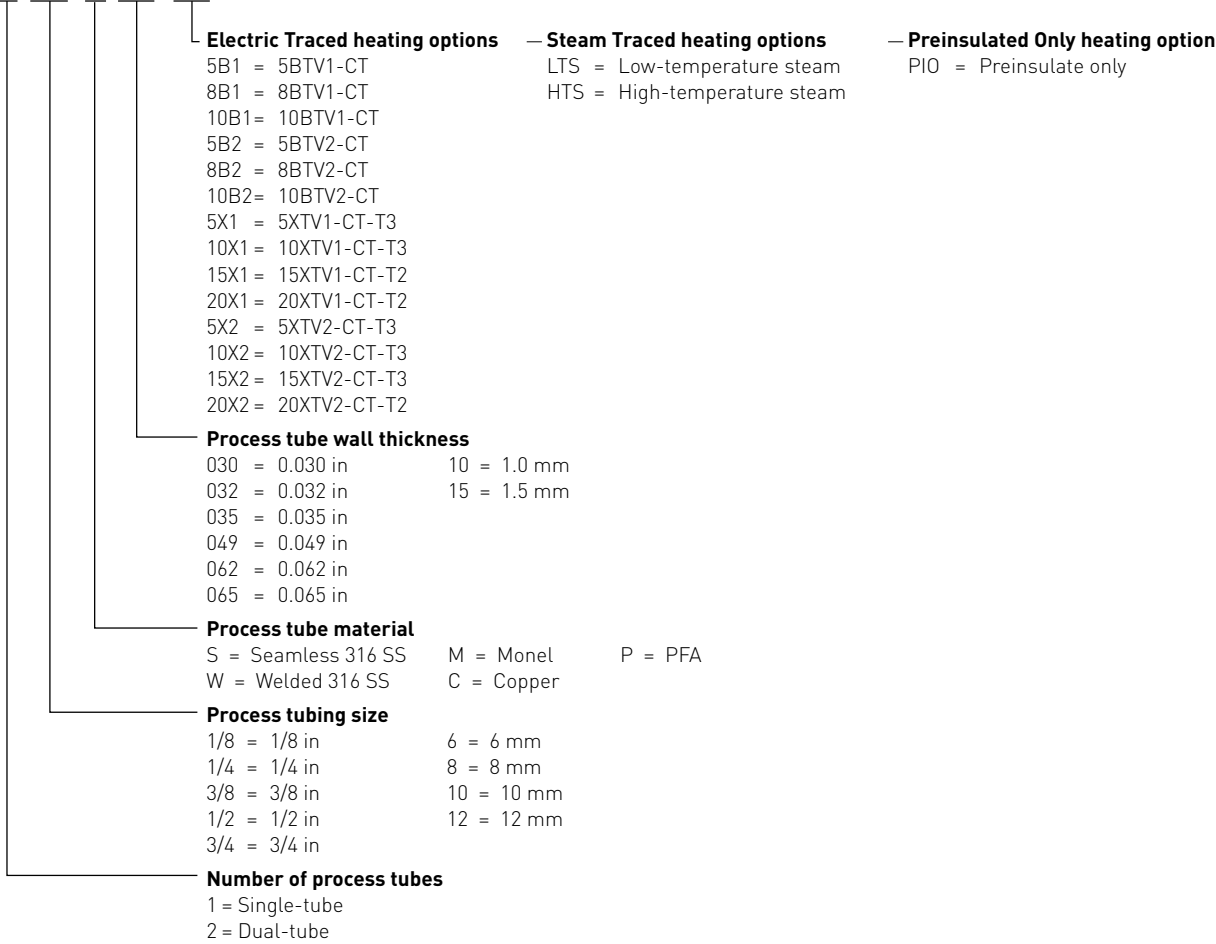 Electric Traced heating options — Steam Traced heating options — Preinsulated Only heating option
5B1 = 5BTV1-CT LTS = Low-temperature steam PIO = Preinsulate only
8B1 = 8BTV1-CT HTS = High-temperature steam
10B1= 10BTV1-CT
5B2 = 5BTV2-CT
8B2 = 8BTV2-CT
10B2= 10BTV2-CT
5X1 = 5XTV1-CT-T3
10X1 = 10XTV1-CT-T3
15X1 = 15XTV1-CT-T2
20X1 = 20XTV1-CT-T2
5X2 = 5XTV2-CT-T3
10X2 = 10XTV2-CT-T3
15X2 = 15XTV2-CT-T3
20X2 = 20XTV2-CT-T2
Process tube wall thickness
030 = 0.030 in 10 = 1.0 mm
032 = 0.032 in 15 = 1.5 mm
035 = 0.035 in
049 = 0.049 in
062 = 0.062 in
065 = 0.065 in
Process tube material
S = Seamless 316 SS M = Monel P = PFA
W = Welded 316 SS C = Copper
Process tubing size
1/8 = 1/8 in 6 = 6 mm
1/4 = 1/4 in 8 = 8 mm
3/8 = 3/8 in 10 = 10 mm
1/2 = 1/2 in 12 = 12 mm
3/4 = 3/4 in
Number of process tubes
1 = Single-tube
2 = Dual-tube